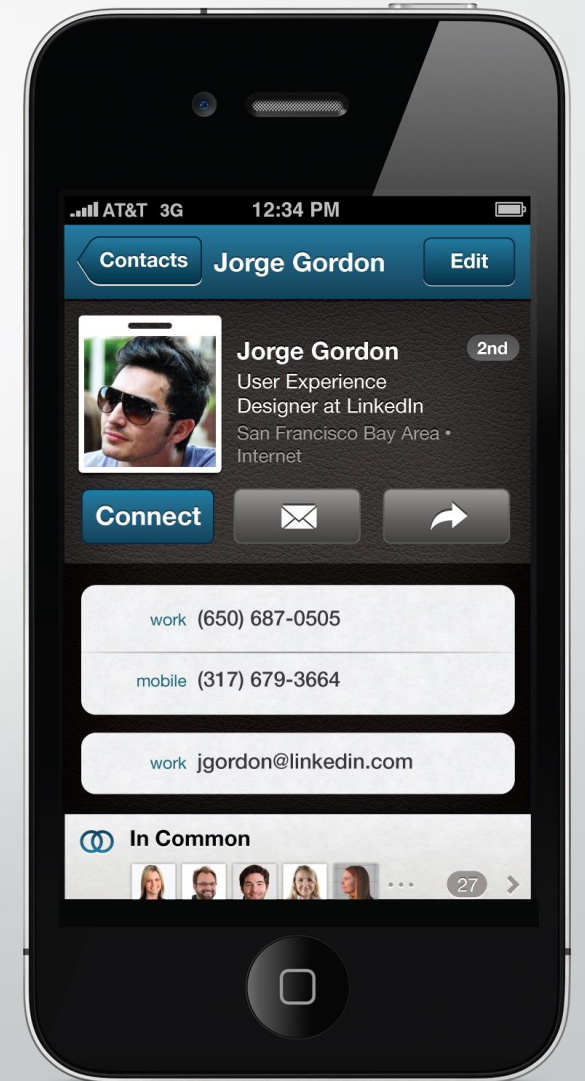 AT&T 3G 12:34 PM
Contacts Jorge Gordon Edit
Jorge Gordon 2nd
User Experience
Designer at LinkedIn
San Francisco Bay Area •
Internet
Connect
work (650) 687-0505
mobile (317) 679-3664
work jgordon@linkedin.com
In Common
... 27